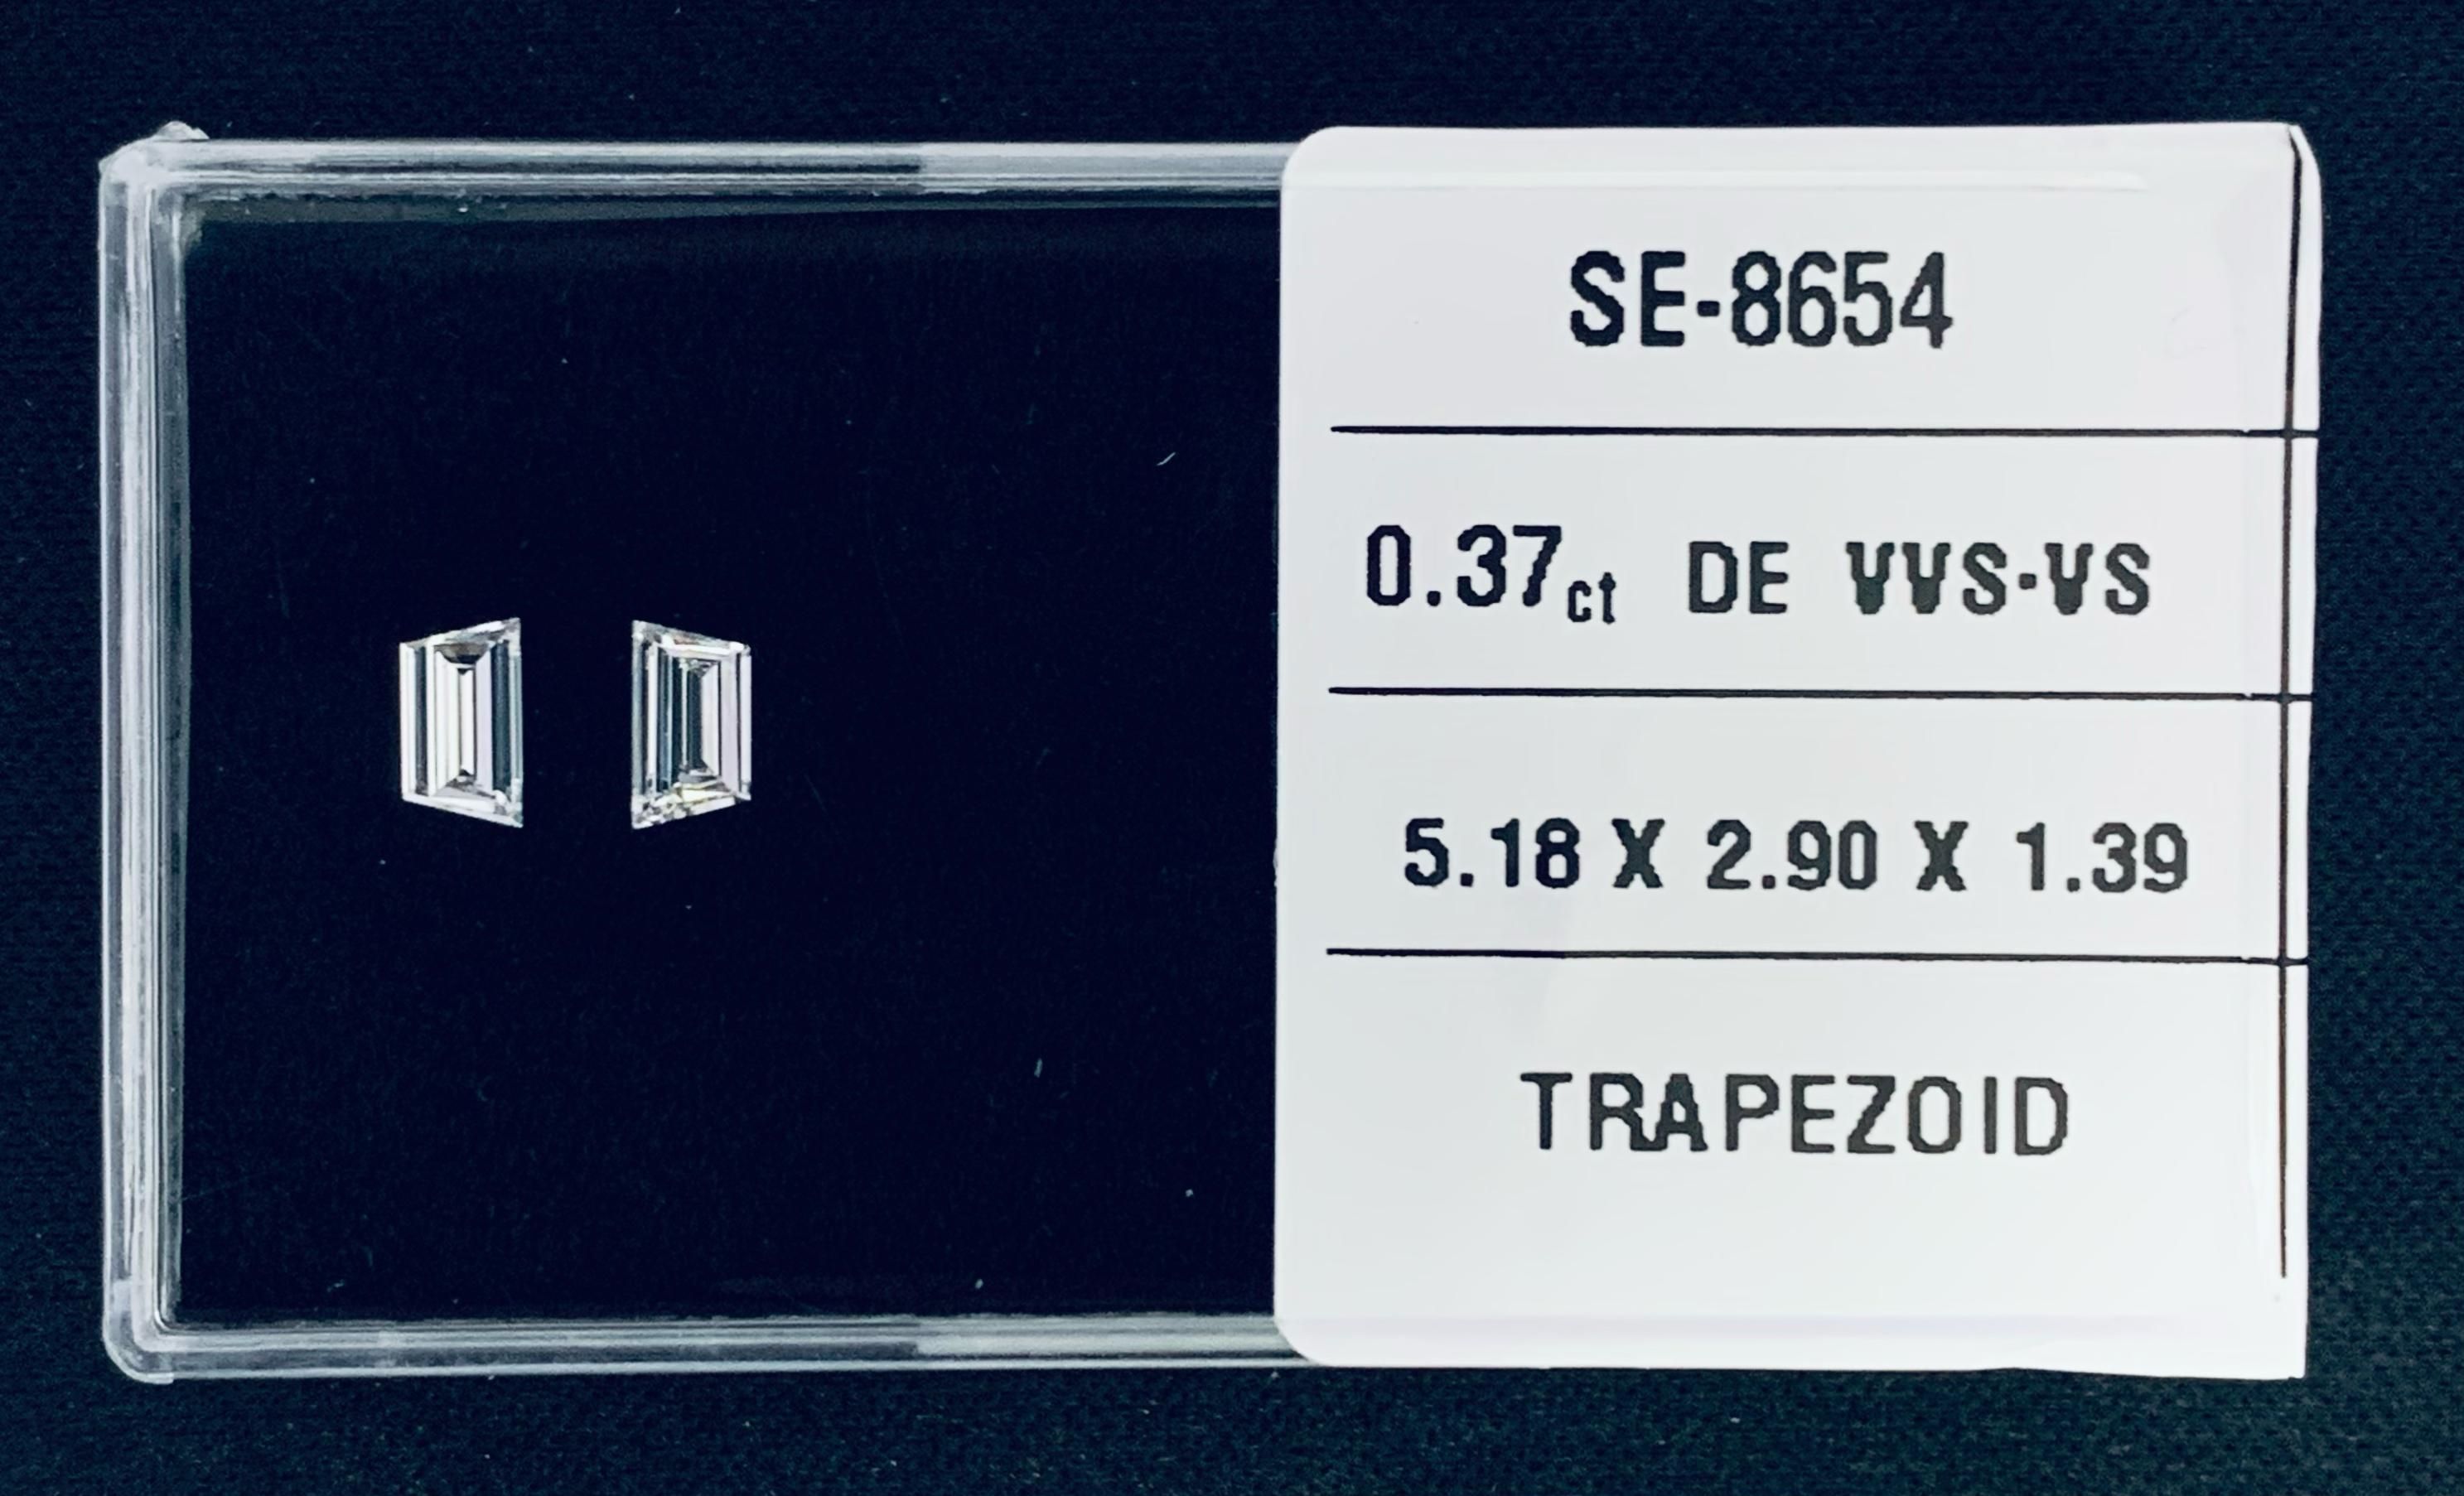 SE-8654
0.37ct DE VVS-VS
5.18 X 2.90 X 1.39
TRAPEZOID